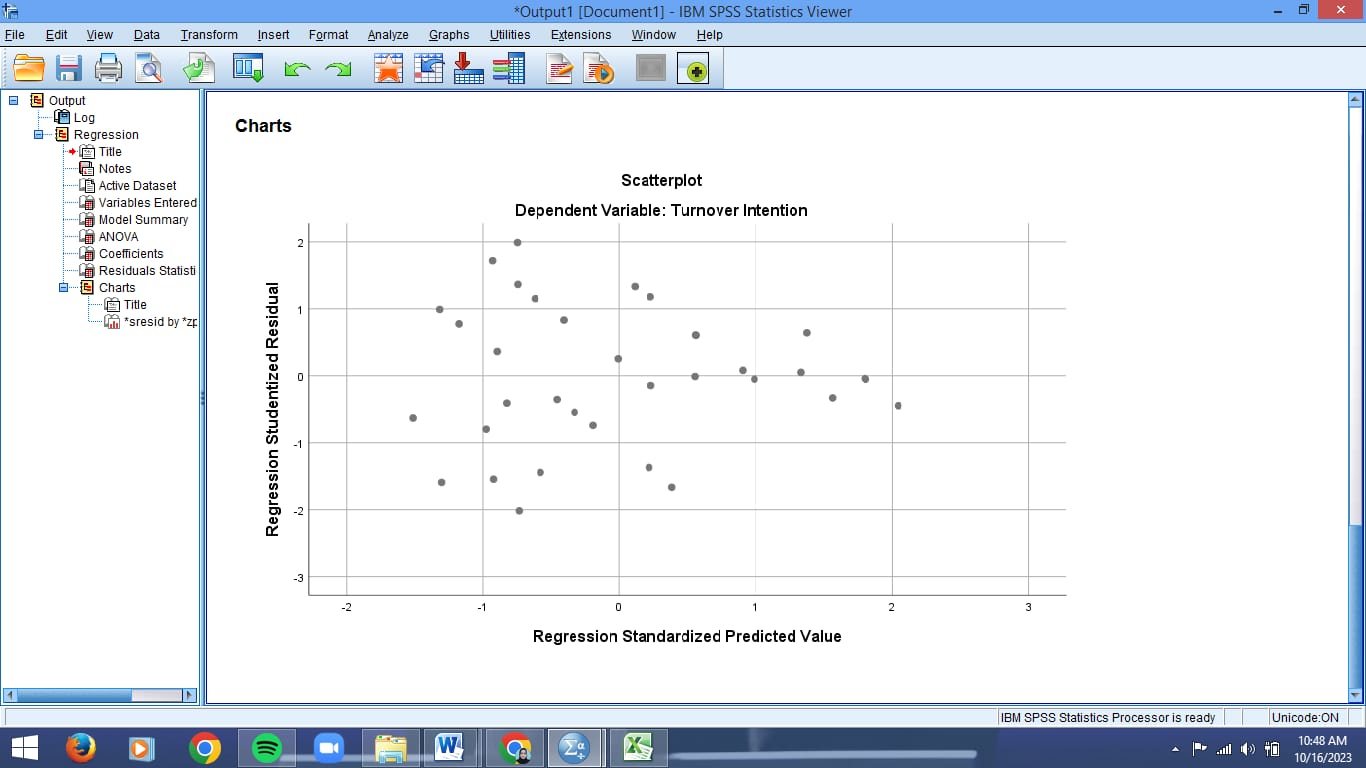 *Output1 [Document1] - IBM SPSS Statistics Viewer
File Edit View Data Transform Insert Format Analyze Graphs Utilities Extensions Window Help
Output
Log
Regression
Title
Notes
Active Dataset
Variables Entered
Model Summary
ANOVA
Coefficients
Residuals Statisti
Charts
Title
*sresid by *zp
Charts
Scatterplot
Dependent Variable: Turnover Intention
Regression Studentized Residual
2
1
0
-1
-2
-3
-2 -1 0 1 2 3
Regression Standardized Predicted Value
IBM SPSS Statistics Processor is ready
Unicode:ON
10:48 AM
10/16/2023